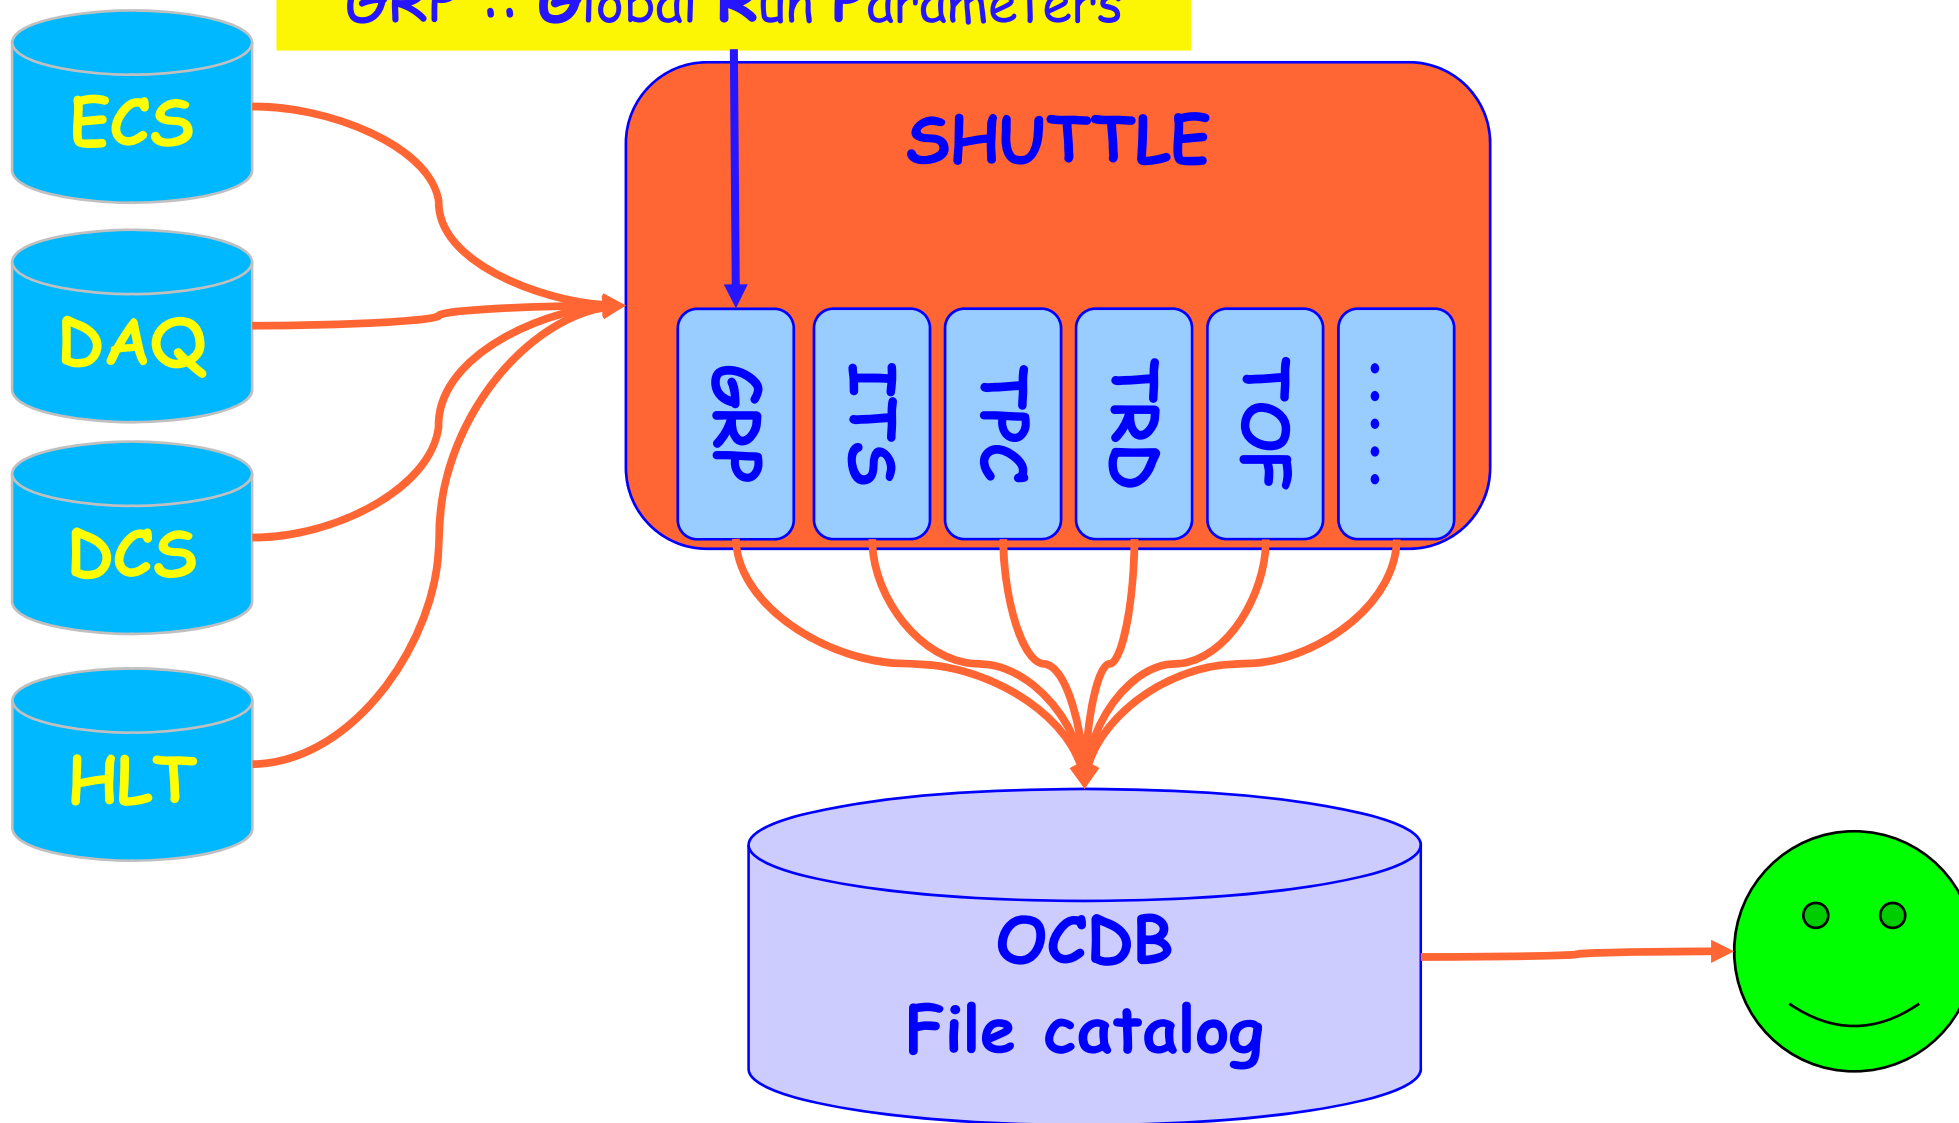 GRP :: Global Run Parameters
ECS
DAQ
DCS
HLT
SHUTTLE
GRP
ITS
TPC
TRD
TOF
.....
OCDB
File catalog